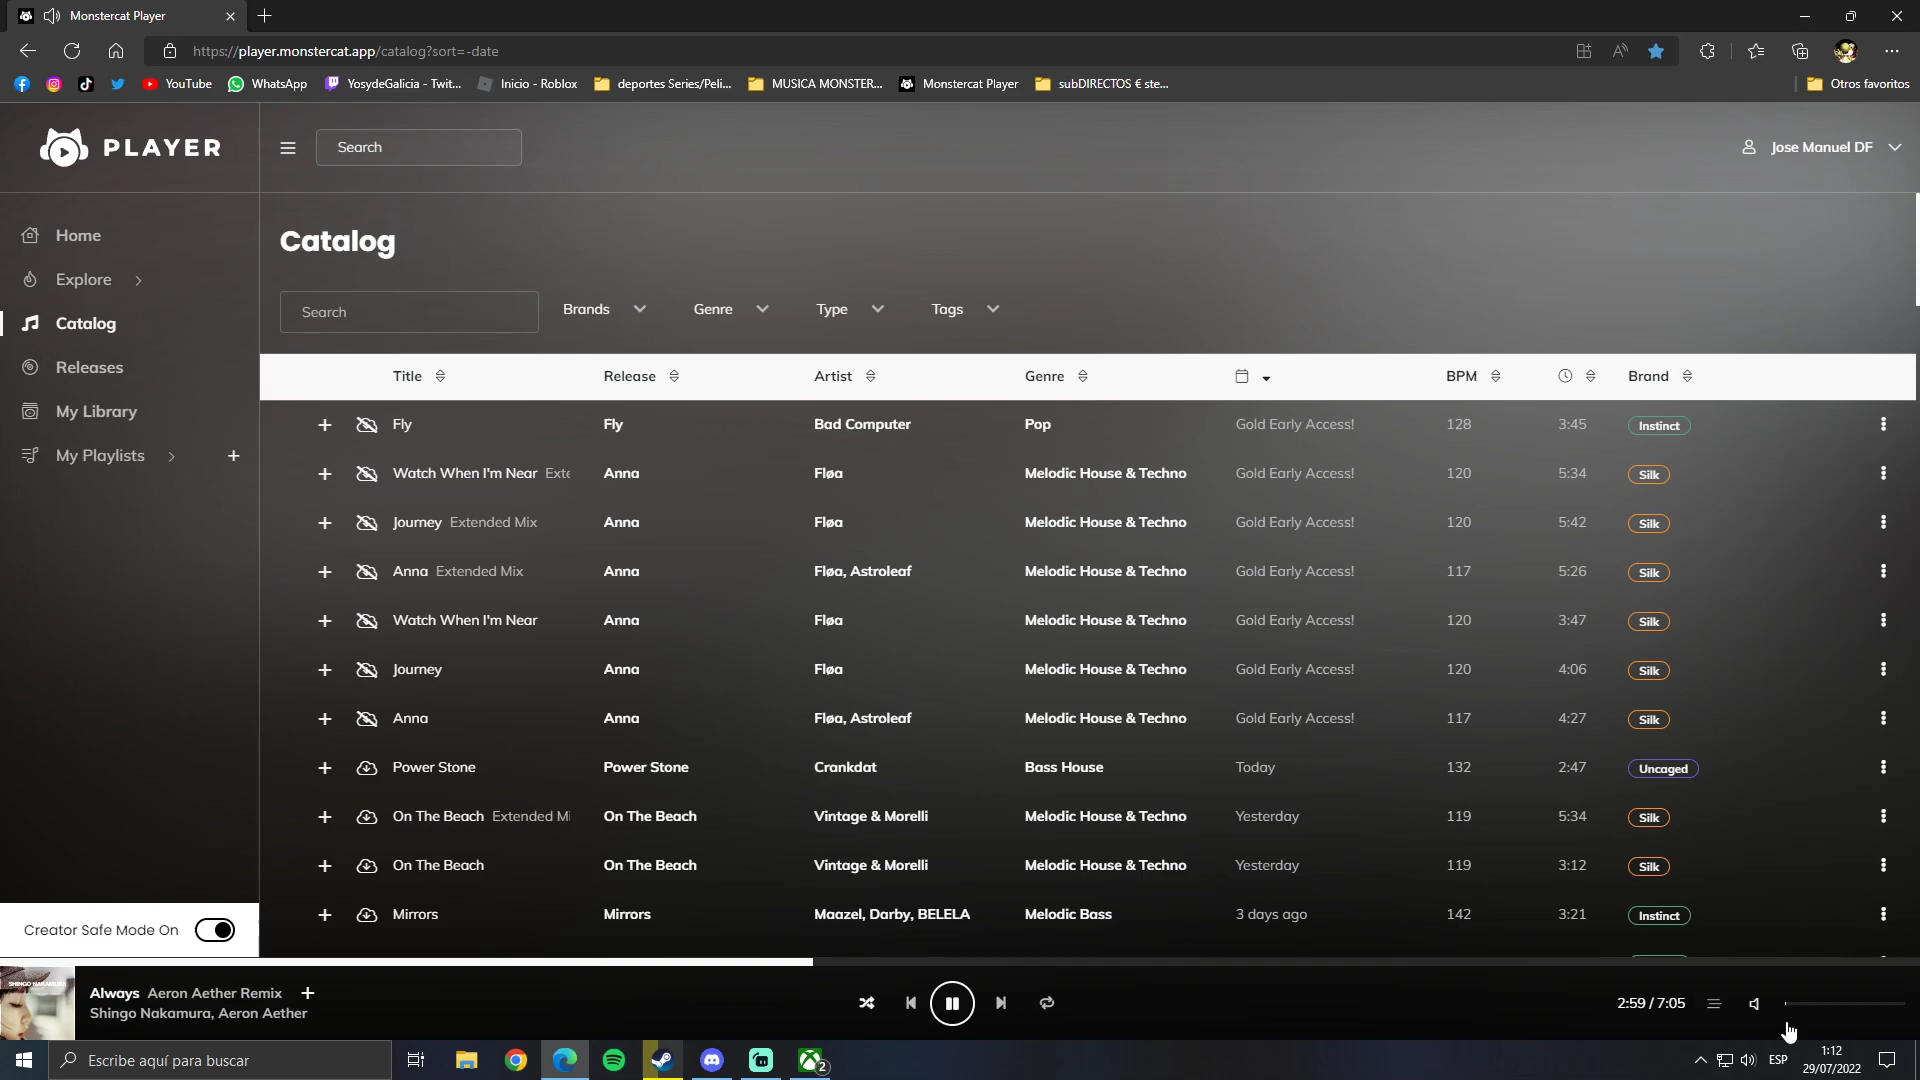 Monstercat Player
https://player.monstercat.app/catalog?sort=-date
YouTube WhatsApp YosydeGalicia - Twit... Inicio - Roblox deportes Series/Peli... MUSICA MONSTER... Monstercat Player subDIRECTOS € ste... Otros favoritos
PLAYER
Search
Jose Manuel DF
Home
Explore
Catalog
Releases
My Library
My Playlists
Creator Safe Mode On
Catalog
Search Brands Genre Type Tags
Title Release Artist Genre BPM Brand
Fly Fly Bad Computer Pop Gold Early Access! 128 3:45 Instinct
Watch When I'm Near Exte Anna Fløa Melodic House & Techno Gold Early Access! 120 5:34 Silk
Journey Extended Mix Anna Fløa Melodic House & Techno Gold Early Access! 120 5:42 Silk
Anna Extended Mix Anna Fløa, Astroleaf Melodic House & Techno Gold Early Access! 117 5:26 Silk
Watch When I'm Near Anna Fløa Melodic House & Techno Gold Early Access! 120 3:47 Silk
Journey Anna Fløa Melodic House & Techno Gold Early Access! 120 4:06 Silk
Anna Anna Fløa, Astroleaf Melodic House & Techno Gold Early Access! 117 4:27 Silk
Power Stone Power Stone Crankdat Bass House Today 132 2:47 Uncaged
On The Beach Extended Mi On The Beach Vintage & Morelli Melodic House & Techno Yesterday 119 5:34 Silk
On The Beach On The Beach Vintage & Morelli Melodic House & Techno Yesterday 119 3:12 Silk
Mirrors Mirrors Maazel, Darby, BELELA Melodic Bass 3 days ago 142 3:21 Instinct
SHINGO NAKAMURA
Always Aeron Aether Remix
Shingo Nakamura, Aeron Aether
2:59 / 7:05
Escribe aquí para buscar
2
ESP
1:12
29/07/2022